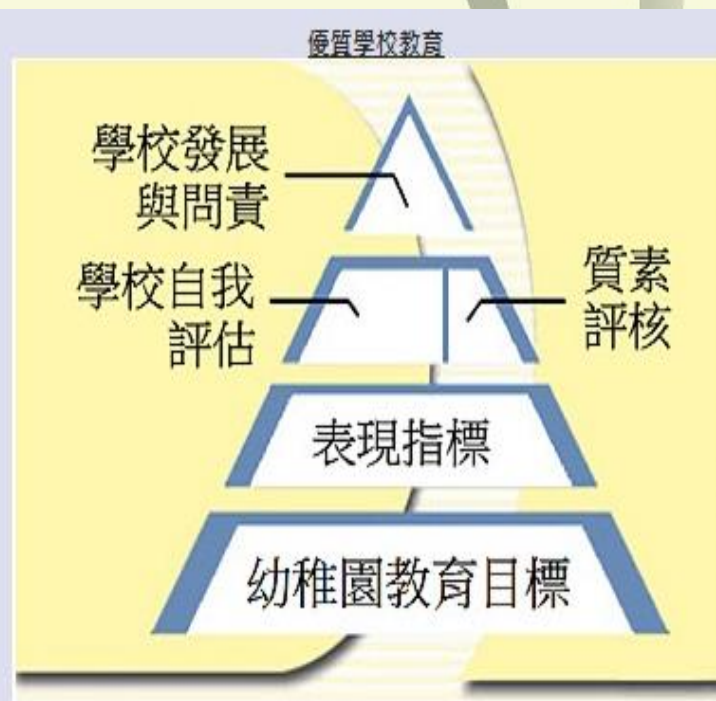 優質學校教育
學校發展
與問責
學校自我
評估
質素
評核
表現指標
幼稚園教育目標